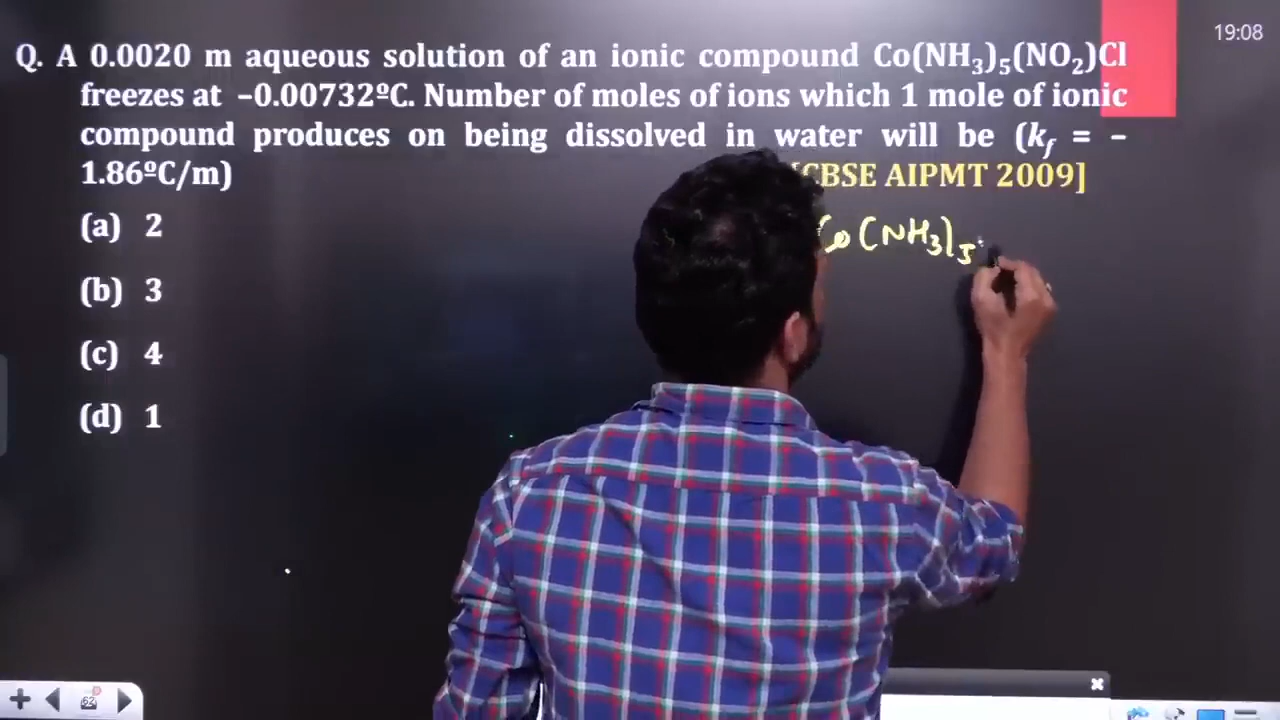 19:08
Q. A 0.0020 m aqueous solution of an ionic compound Co(NH₃)₅(NO₂)Cl
freezes at –0.00732ºC. Number of moles of ions which 1 mole of ionic
compound produces on being dissolved in water will be (k_f = –
1.86ºC/m) [CBSE AIPMT 2009]
(a) 2
(b) 3
(c) 4
(d) 1
Co(NH₃)₅
62